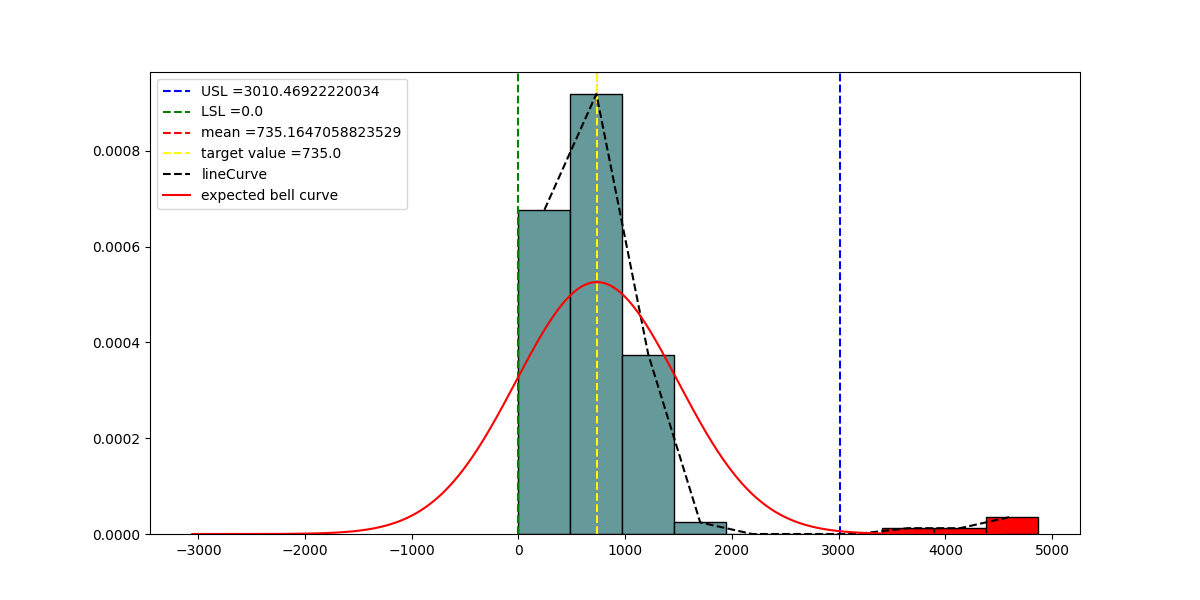 USL =3010.46922220034
LSL =0.0
mean =735.1647058823529
target value =735.0
lineCurve
expected bell curve
0.0008
0.0006
0.0004
0.0002
0.0000
−3000 −2000 −1000 0 1000 2000 3000 4000 5000